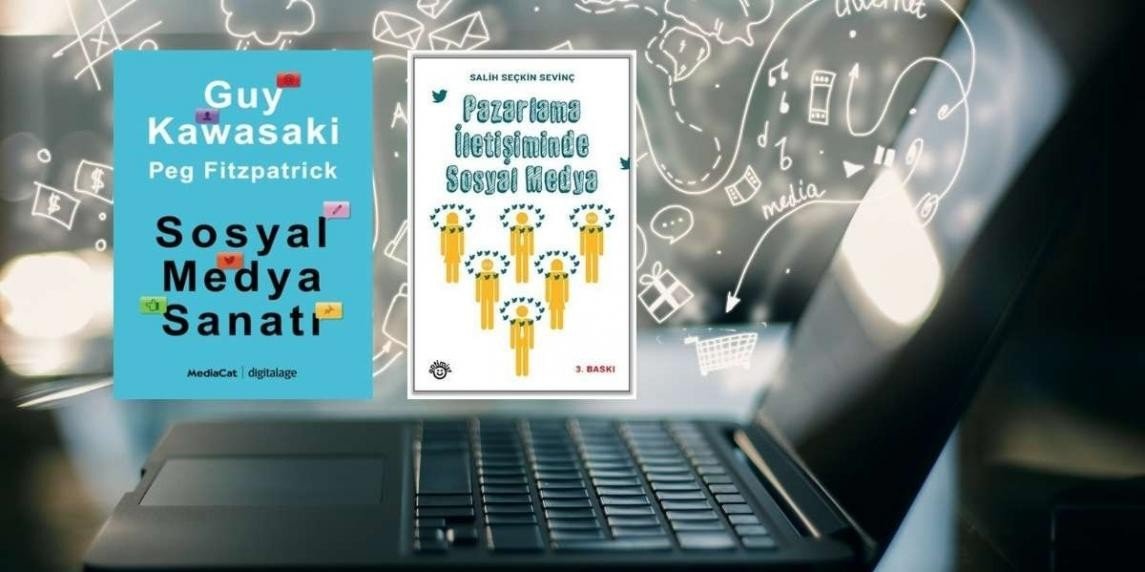 Guy
Kawasaki
Peg Fitzpatrick
Sosyal
Medya
Sanatı
MediaCat | digitalage
SALİH SEÇKİN SEVİNÇ
Pazarlama
İletişiminde
Sosyal Medya
optimist
3. BASKI
internet
media